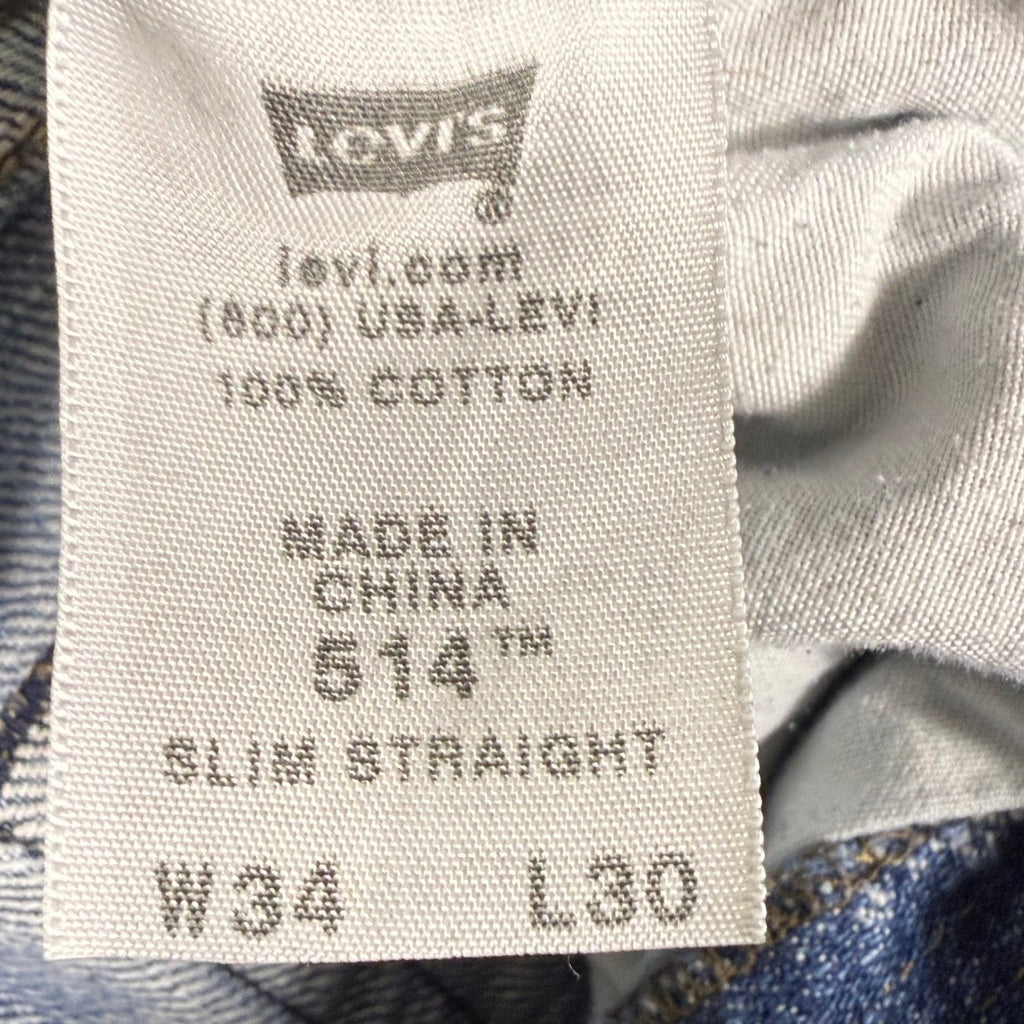 LEVI'S
®
levi.com
(800) USA-LEVI
100% COTTON
MADE IN
CHINA
514™
SLIM STRAIGHT
W34 L30